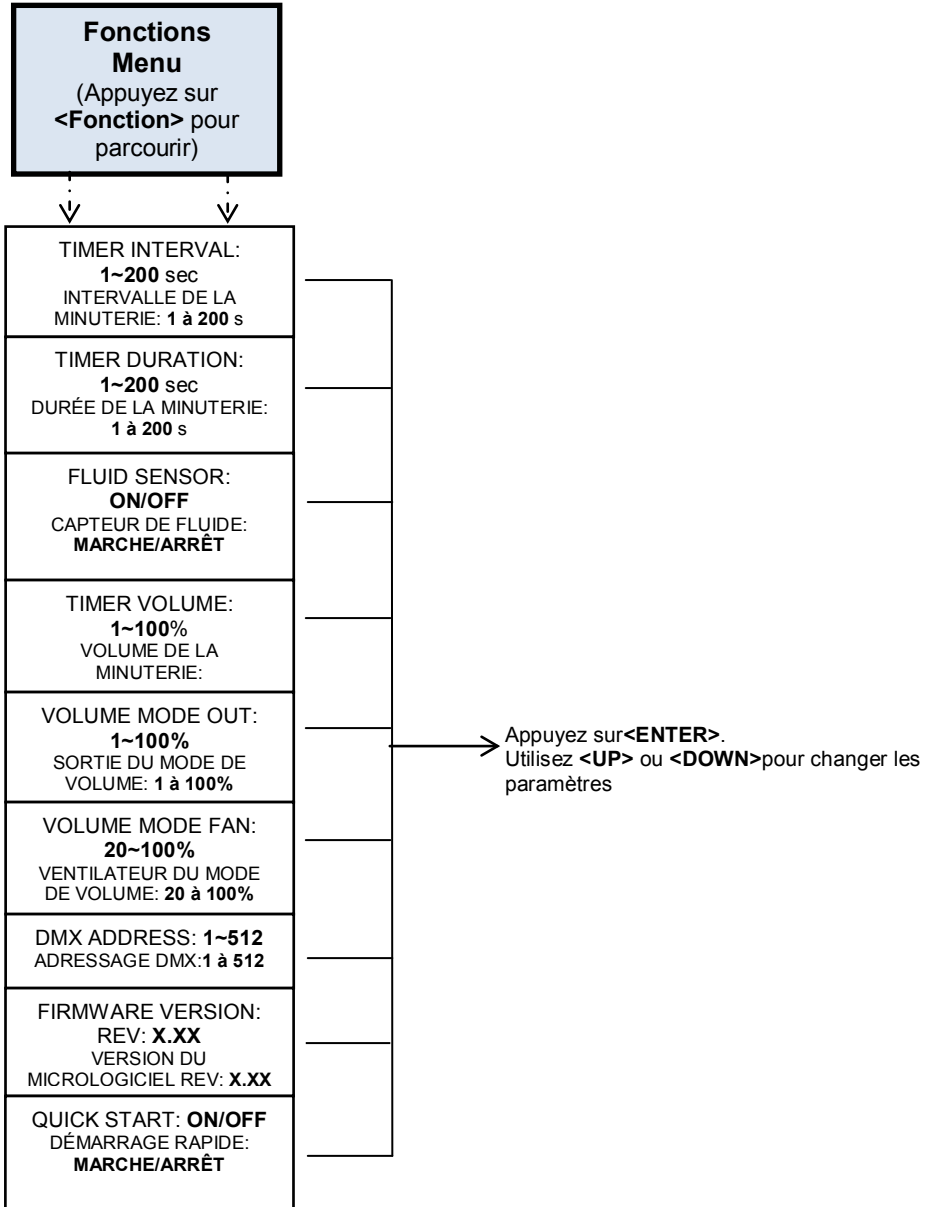 Fonctions
Menu
(Appuyez sur
<Fonction> pour
parcourir)
TIMER INTERVAL:
1~200 sec
INTERVALLE DE LA
MINUTERIE: 1 à 200 s
TIMER DURATION:
1~200 sec
DURÉE DE LA MINUTERIE:
1 à 200 s
FLUID SENSOR:
ON/OFF
CAPTEUR DE FLUIDE:
MARCHE/ARRÊT
TIMER VOLUME:
1~100%
VOLUME DE LA
MINUTERIE:
VOLUME MODE OUT:
1~100%
SORTIE DU MODE DE
VOLUME: 1 à 100%
VOLUME MODE FAN:
20~100%
VENTILATEUR DU MODE
DE VOLUME: 20 à 100%
DMX ADDRESS: 1~512
ADRESSAGE DMX:1 à 512
FIRMWARE VERSION:
REV: X.XX
VERSION DU
MICROLOGICIEL REV: X.XX
QUICK START: ON/OFF
DÉMARRAGE RAPIDE:
MARCHE/ARRÊT
Appuyez sur<ENTER>.
Utilisez <UP> ou <DOWN>pour changer les
paramètres